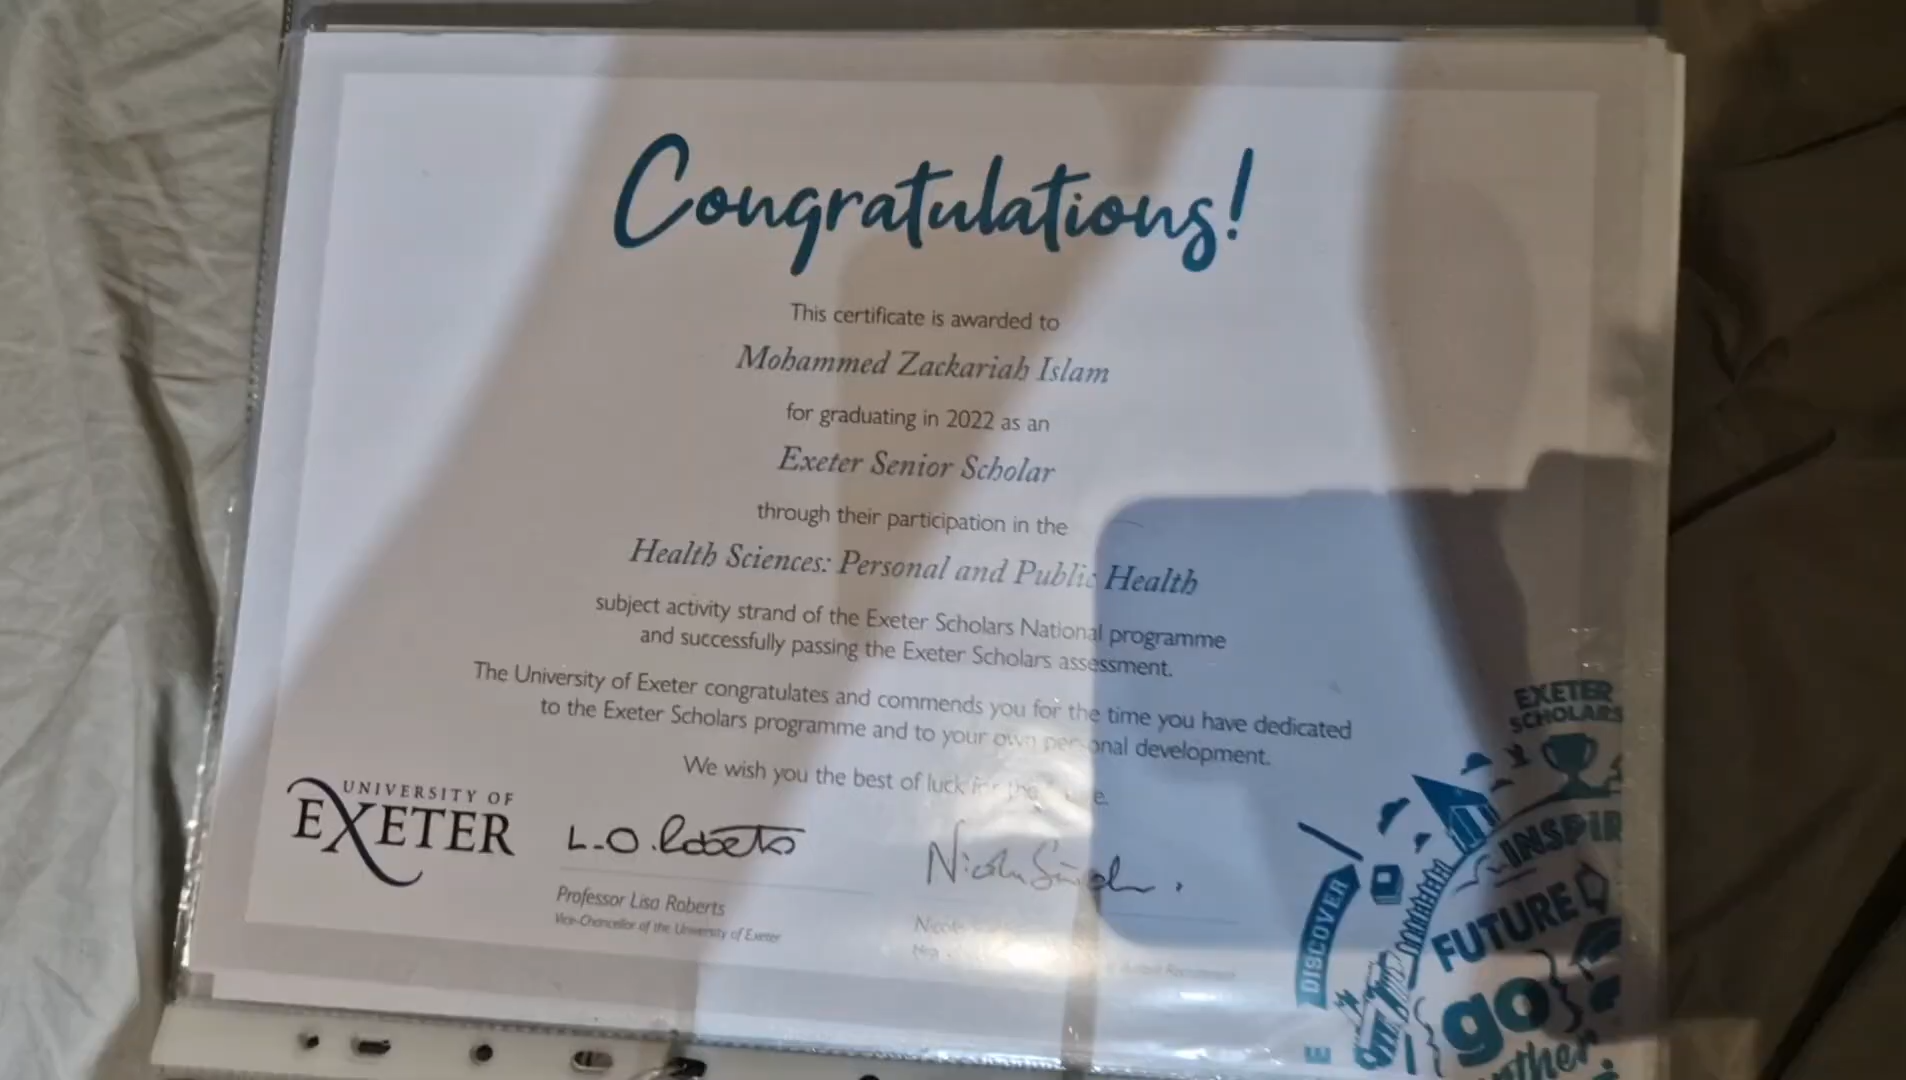 Congratulations!
This certificate is awarded to
Mohammed Zackariah Islam
for graduating in 2022 as an
Exeter Senior Scholar
through their participation in the
Health Sciences: Personal and Public Health
subject activity strand of the Exeter Scholars National programme
and successfully passing the Exeter Scholars assessment.
The University of Exeter congratulates and commends you for the time you have dedicated
to the Exeter Scholars programme and to your own personal development.
We wish you the best of luck for the
UNIVERSITY OF
EXETER
L.O. Roberts
Professor Lisa Roberts
Vice-Chancellor of the University of Exeter
EXETER
SCHOLARS
INSPIR
DISCOVER
FUTURE
go